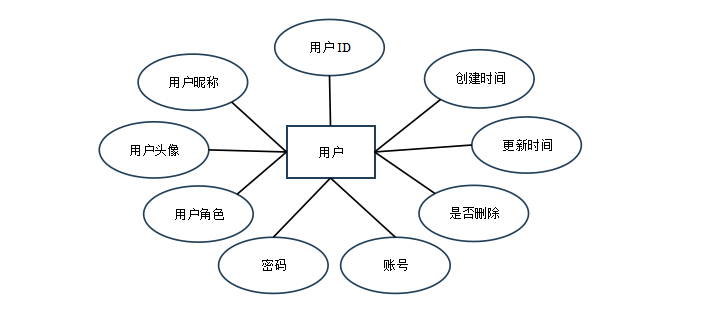 用户ID
用户昵称
创建时间
用户头像
用户
更新时间
用户角色
是否删除
密码
账号